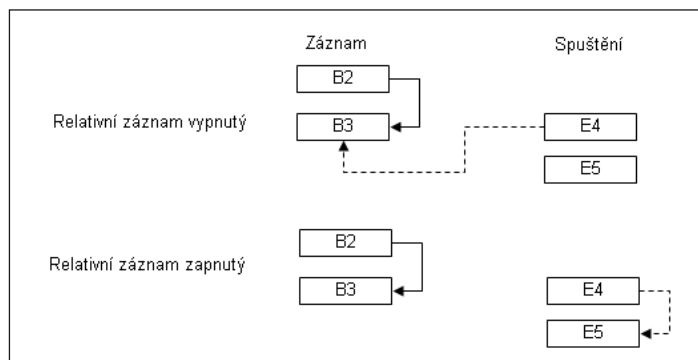 Záznam Spuštění
B2
Relativní záznam vypnutý B3 E4
E5
B2
Relativní záznam zapnutý
B3 E4
E5